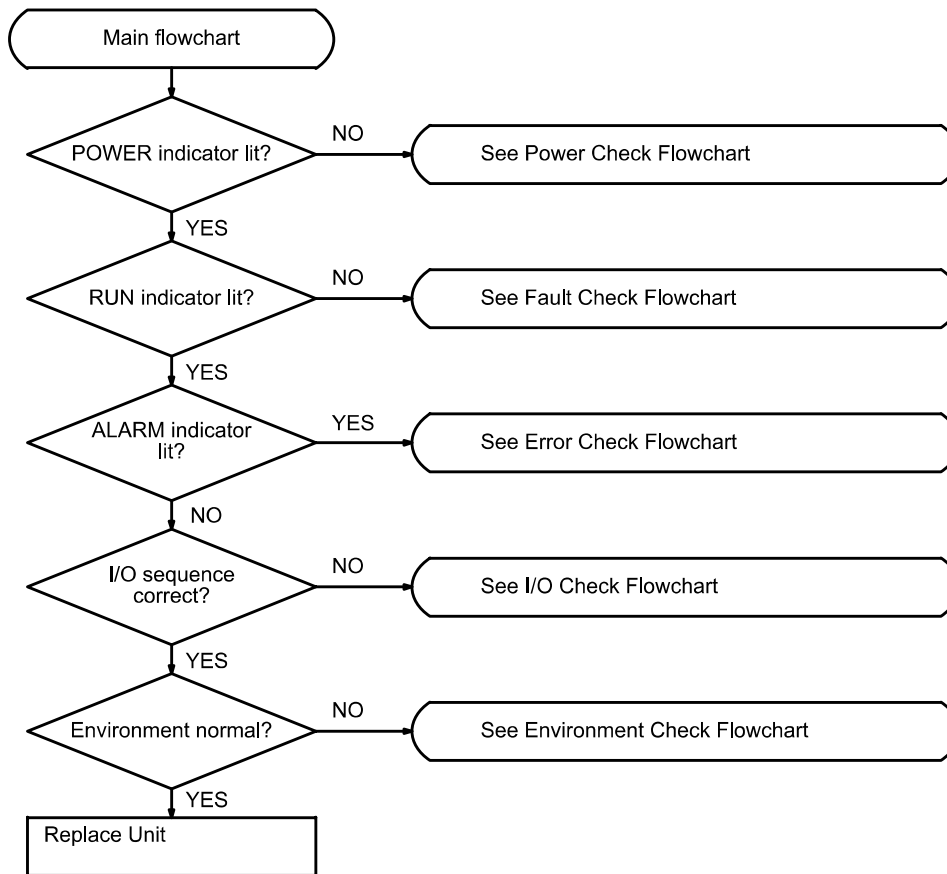 Main flowchart
POWER indicator lit?
NO
See Power Check Flowchart
YES
RUN indicator lit?
NO
See Fault Check Flowchart
YES
ALARM indicator
lit?
YES
See Error Check Flowchart
NO
I/O sequence
correct?
NO
See I/O Check Flowchart
YES
Environment normal?
NO
See Environment Check Flowchart
YES
Replace Unit